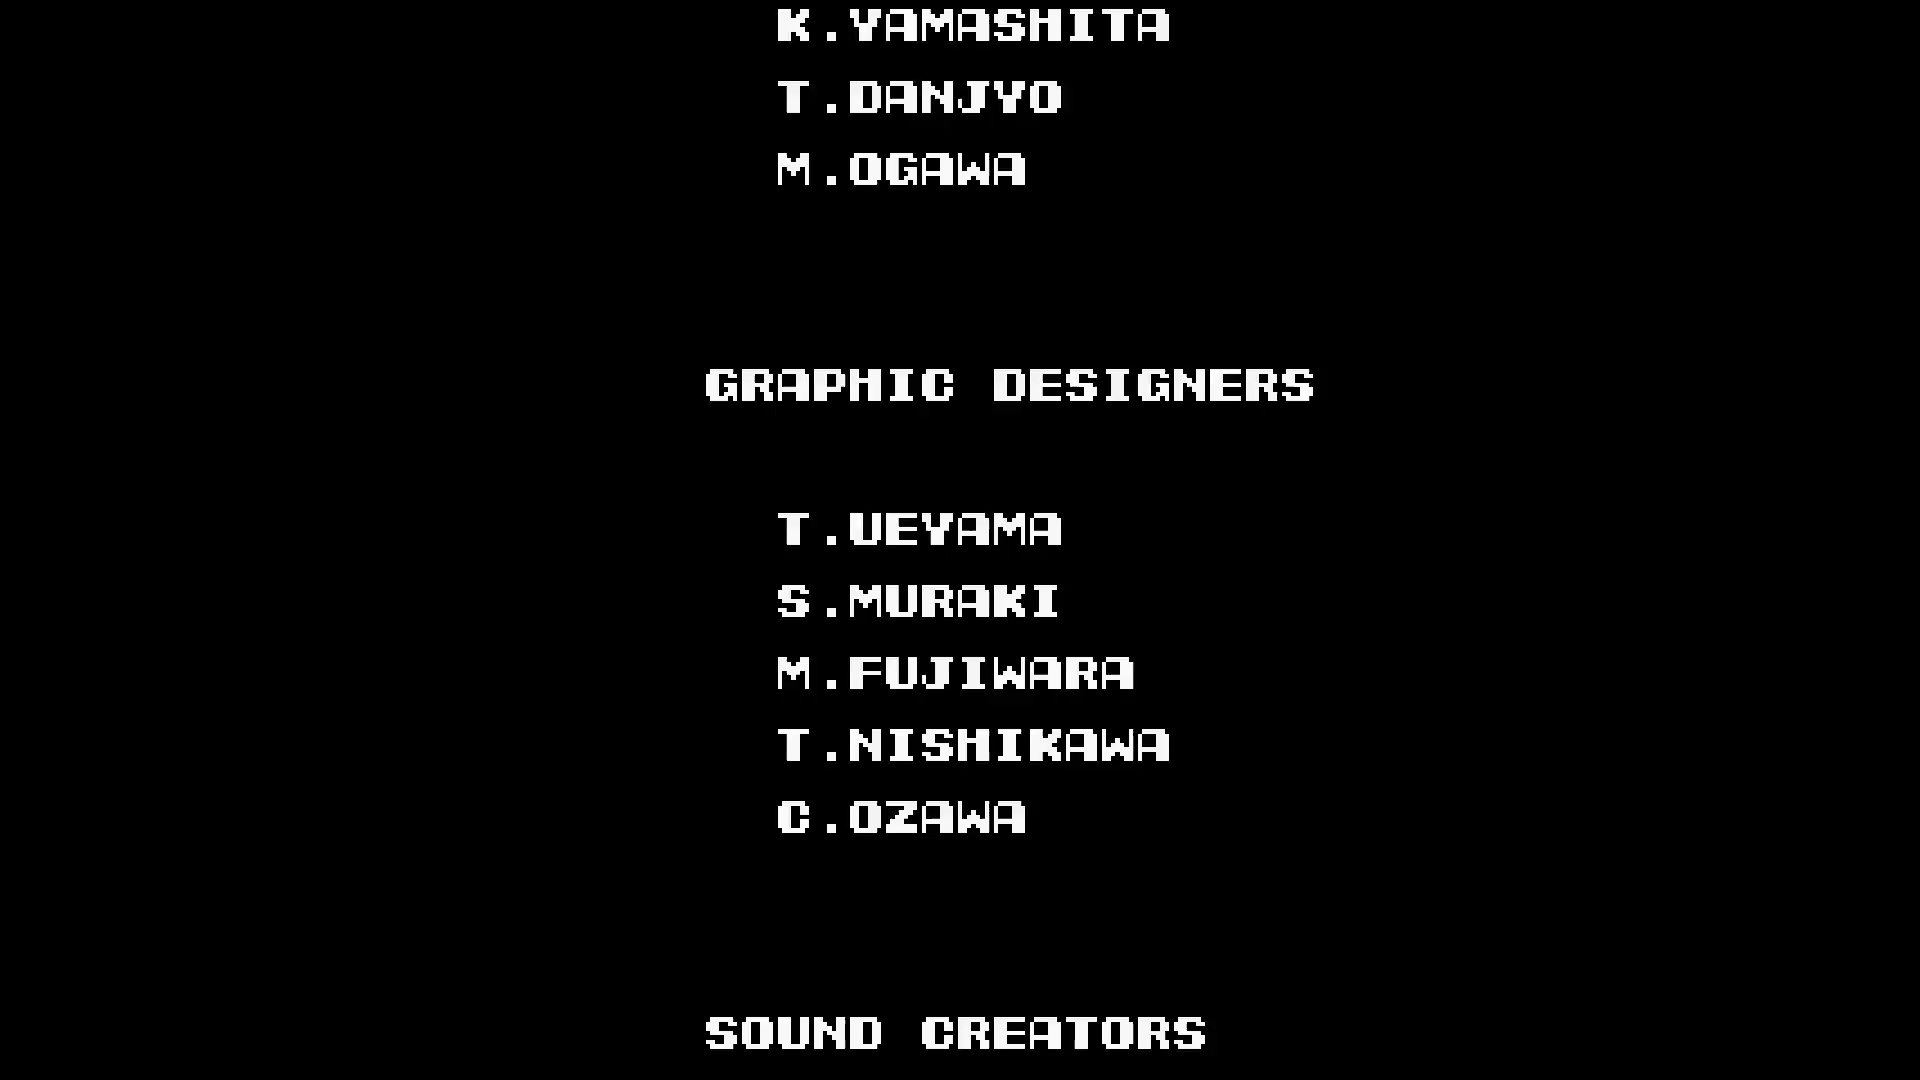 K.YAMASHITA
T.DANJYO
M.OGAWA
GRAPHIC DESIGNERS
T.UEYAMA
S.MURAKI
M.FUJIWARA
T.NISHIKAWA
C.OZAWA
SOUND CREATORS